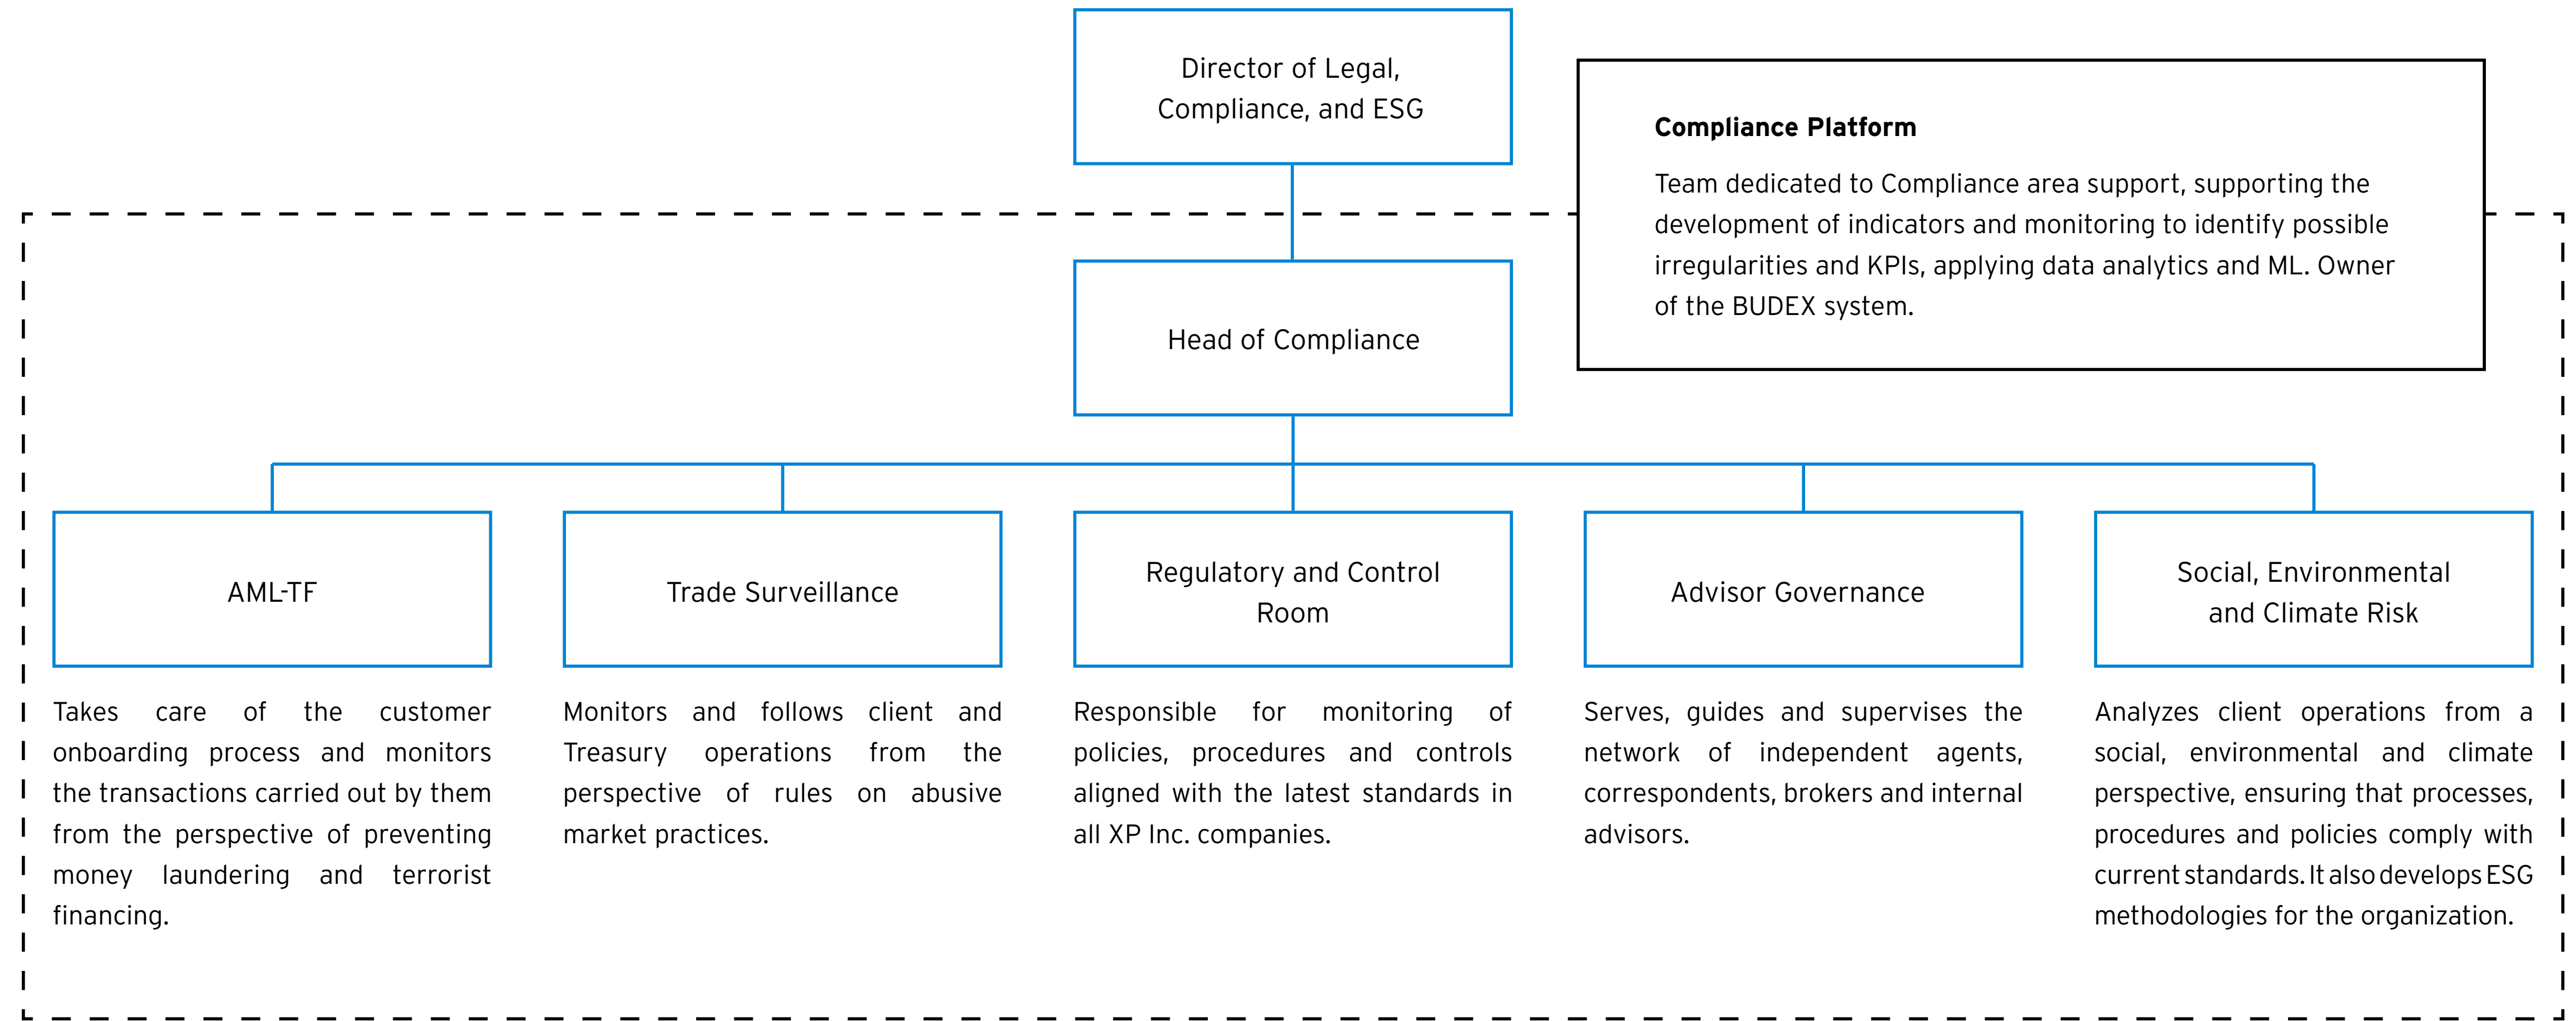 Director of Legal,
Compliance, and ESG
Compliance Platform
Team dedicated to Compliance area support, supporting the
development of indicators and monitoring to identify possible
irregularities and KPIs, applying data analytics and ML. Owner
of the BUDEX system.
Head of Compliance
AML-TF
Takes care of the customer
onboarding process and monitors
the transactions carried out by them
from the perspective of preventing
money laundering and terrorist
financing.
Trade Surveillance
Monitors and follows client and
Treasury operations from the
perspective of rules on abusive
market practices.
Regulatory and Control
Room
Responsible for monitoring of
policies, procedures and controls
aligned with the latest standards in
all XP Inc. companies.
Advisor Governance
Serves, guides and supervises the
network of independent agents,
correspondents, brokers and internal
advisors.
Social, Environmental
and Climate Risk
Analyzes client operations from a
social, environmental and climate
perspective, ensuring that processes,
procedures and policies comply with
current standards. It also develops ESG
methodologies for the organization.